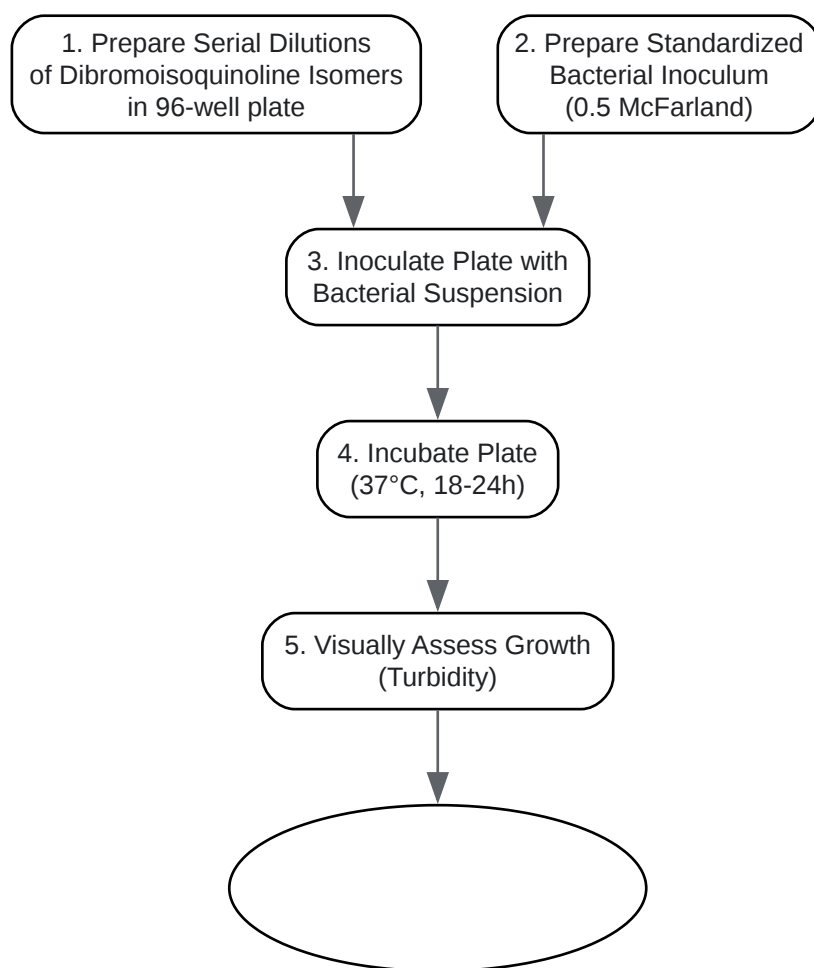 1. Prepare Serial Dilutions
of Dibromoisoquinoline Isomers
in 96-well plate
2. Prepare Standardized
Bacterial Inoculum
(0.5 McFarland)
3. Inoculate Plate with
Bacterial Suspension
4. Incubate Plate
(37°C, 18-24h)
5. Visually Assess Growth
(Turbidity)